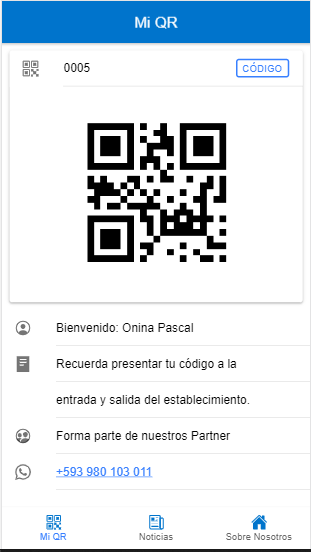 Mi QR
0005
CÓDIGO
Bienvenido: Onina Pascal
Recuerda presentar tu código a la
entrada y salida del establecimiento.
Forma parte de nuestros Partner
+593 980 103 011
Mi QR
Noticias
Sobre Nosotros